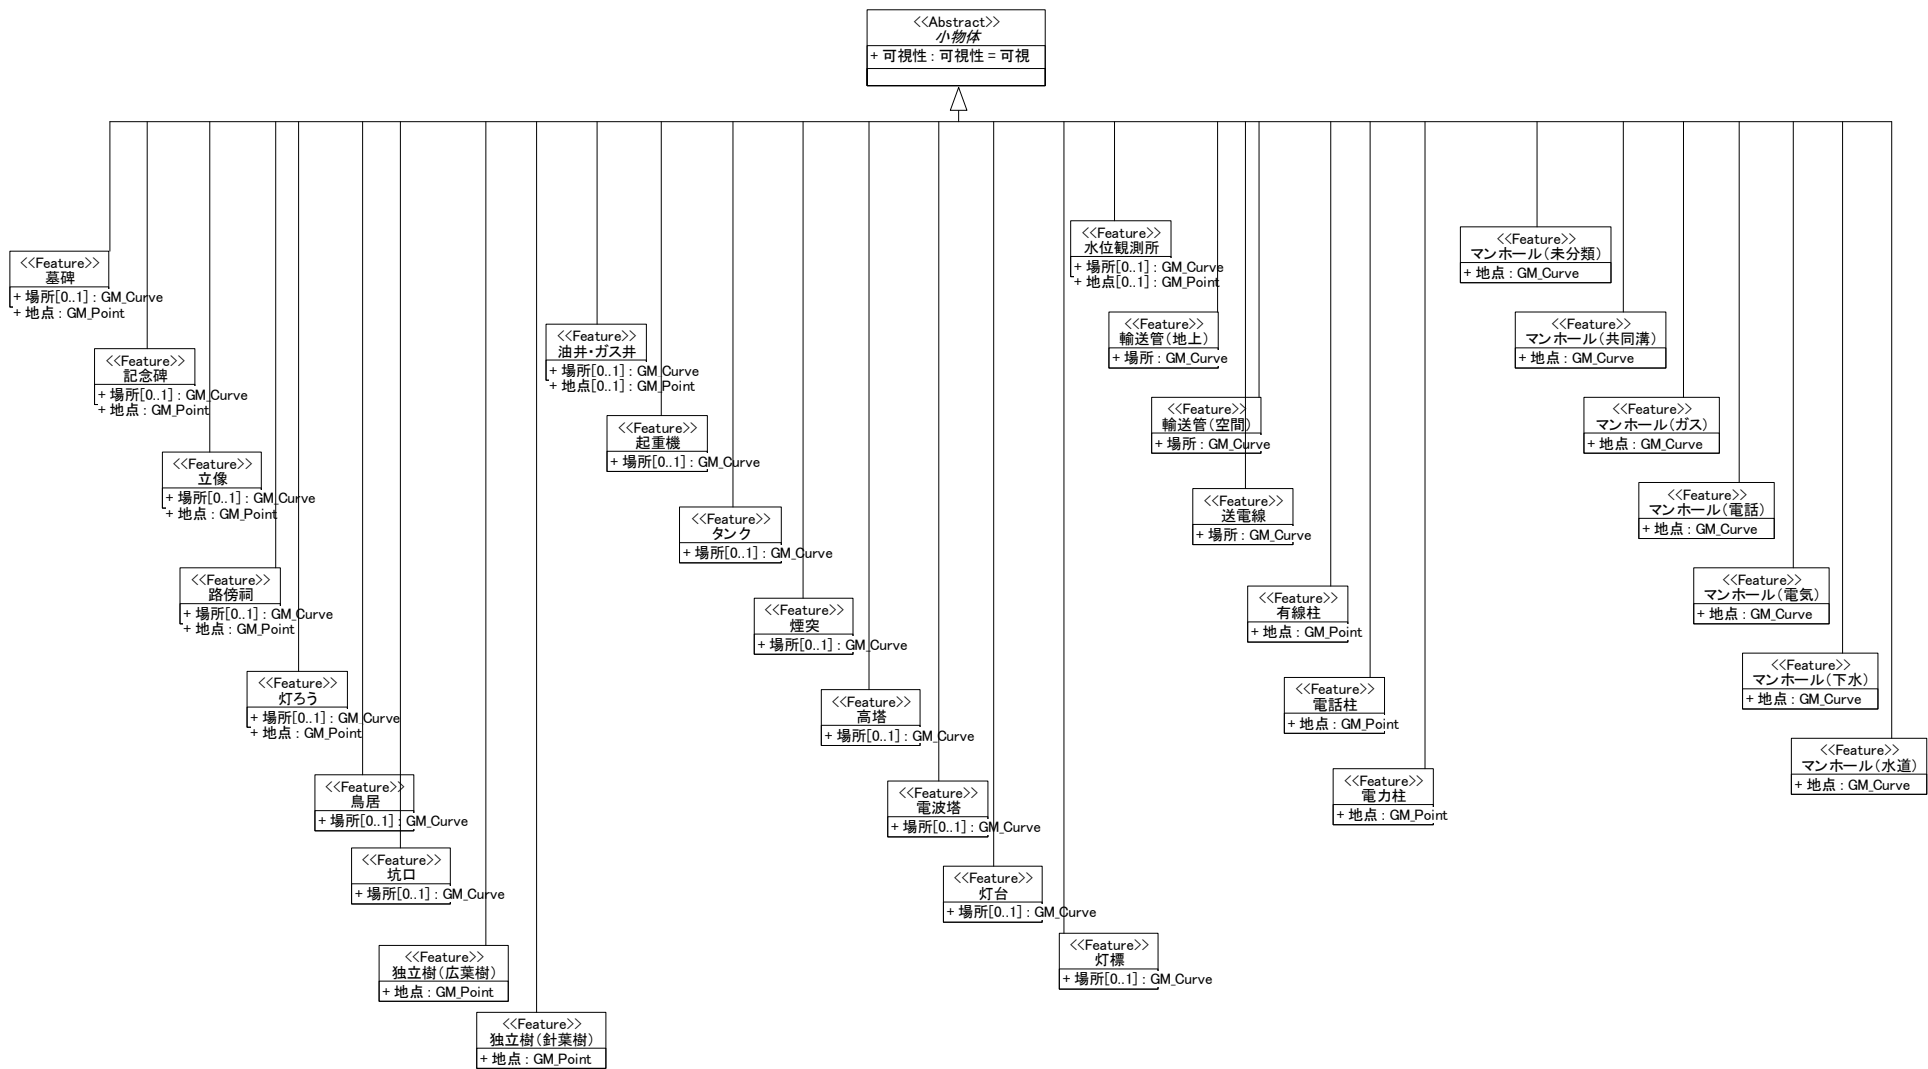 <<Abstract>>
小物体
+ 可視性 : 可視性 = 可視
<<Feature>>
墓碑
+ 場所[0..1] : GM_Curve
+ 地点 : GM_Point
<<Feature>>
記念碑
+ 場所[0..1] : GM_Curve
+ 地点 : GM_Point
<<Feature>>
立像
+ 場所[0..1] : GM_Curve
+ 地点 : GM_Point
<<Feature>>
路傍祠
+ 場所[0..1] : GM_Curve
+ 地点 : GM_Point
<<Feature>>
灯ろう
+ 場所[0..1] : GM_Curve
+ 地点 : GM_Point
<<Feature>>
鳥居
+ 場所[0..1] : GM_Curve
<<Feature>>
坑口
+ 場所[0..1] : GM_Curve
<<Feature>>
独立樹(広葉樹)
+ 地点 : GM_Point
<<Feature>>
独立樹(針葉樹)
+ 地点 : GM_Point
<<Feature>>
油井・ガス井
+ 場所[0..1] : GM_Curve
+ 地点[0..1] : GM_Point
<<Feature>>
起重機
+ 場所[0..1] : GM_Curve
<<Feature>>
タンク
+ 場所[0..1] : GM_Curve
<<Feature>>
煙突
+ 場所[0..1] : GM_Curve
<<Feature>>
高塔
+ 場所[0..1] : GM_Curve
<<Feature>>
電波塔
+ 場所[0..1] : GM_Curve
<<Feature>>
灯台
+ 場所[0..1] : GM_Curve
<<Feature>>
灯標
+ 場所[0..1] : GM_Curve
<<Feature>>
水位観測所
+ 場所[0..1] : GM_Curve
+ 地点[0..1] : GM_Point
<<Feature>>
輸送管(地上)
+ 場所 : GM_Curve
<<Feature>>
輸送管(空間)
+ 場所 : GM_Curve
<<Feature>>
送電線
+ 場所 : GM_Curve
<<Feature>>
有線柱
+ 地点 : GM_Point
<<Feature>>
電話柱
+ 地点 : GM_Point
<<Feature>>
電力柱
+ 地点 : GM_Point
<<Feature>>
マンホール(未分類)
+ 地点 : GM_Curve
<<Feature>>
マンホール(共同溝)
+ 地点 : GM_Curve
<<Feature>>
マンホール(ガス)
+ 地点 : GM_Curve
<<Feature>>
マンホール(電話)
+ 地点 : GM_Curve
<<Feature>>
マンホール(電気)
+ 地点 : GM_Curve
<<Feature>>
マンホール(下水)
+ 地点 : GM_Curve
<<Feature>>
マンホール(水道)
+ 地点 : GM_Curve